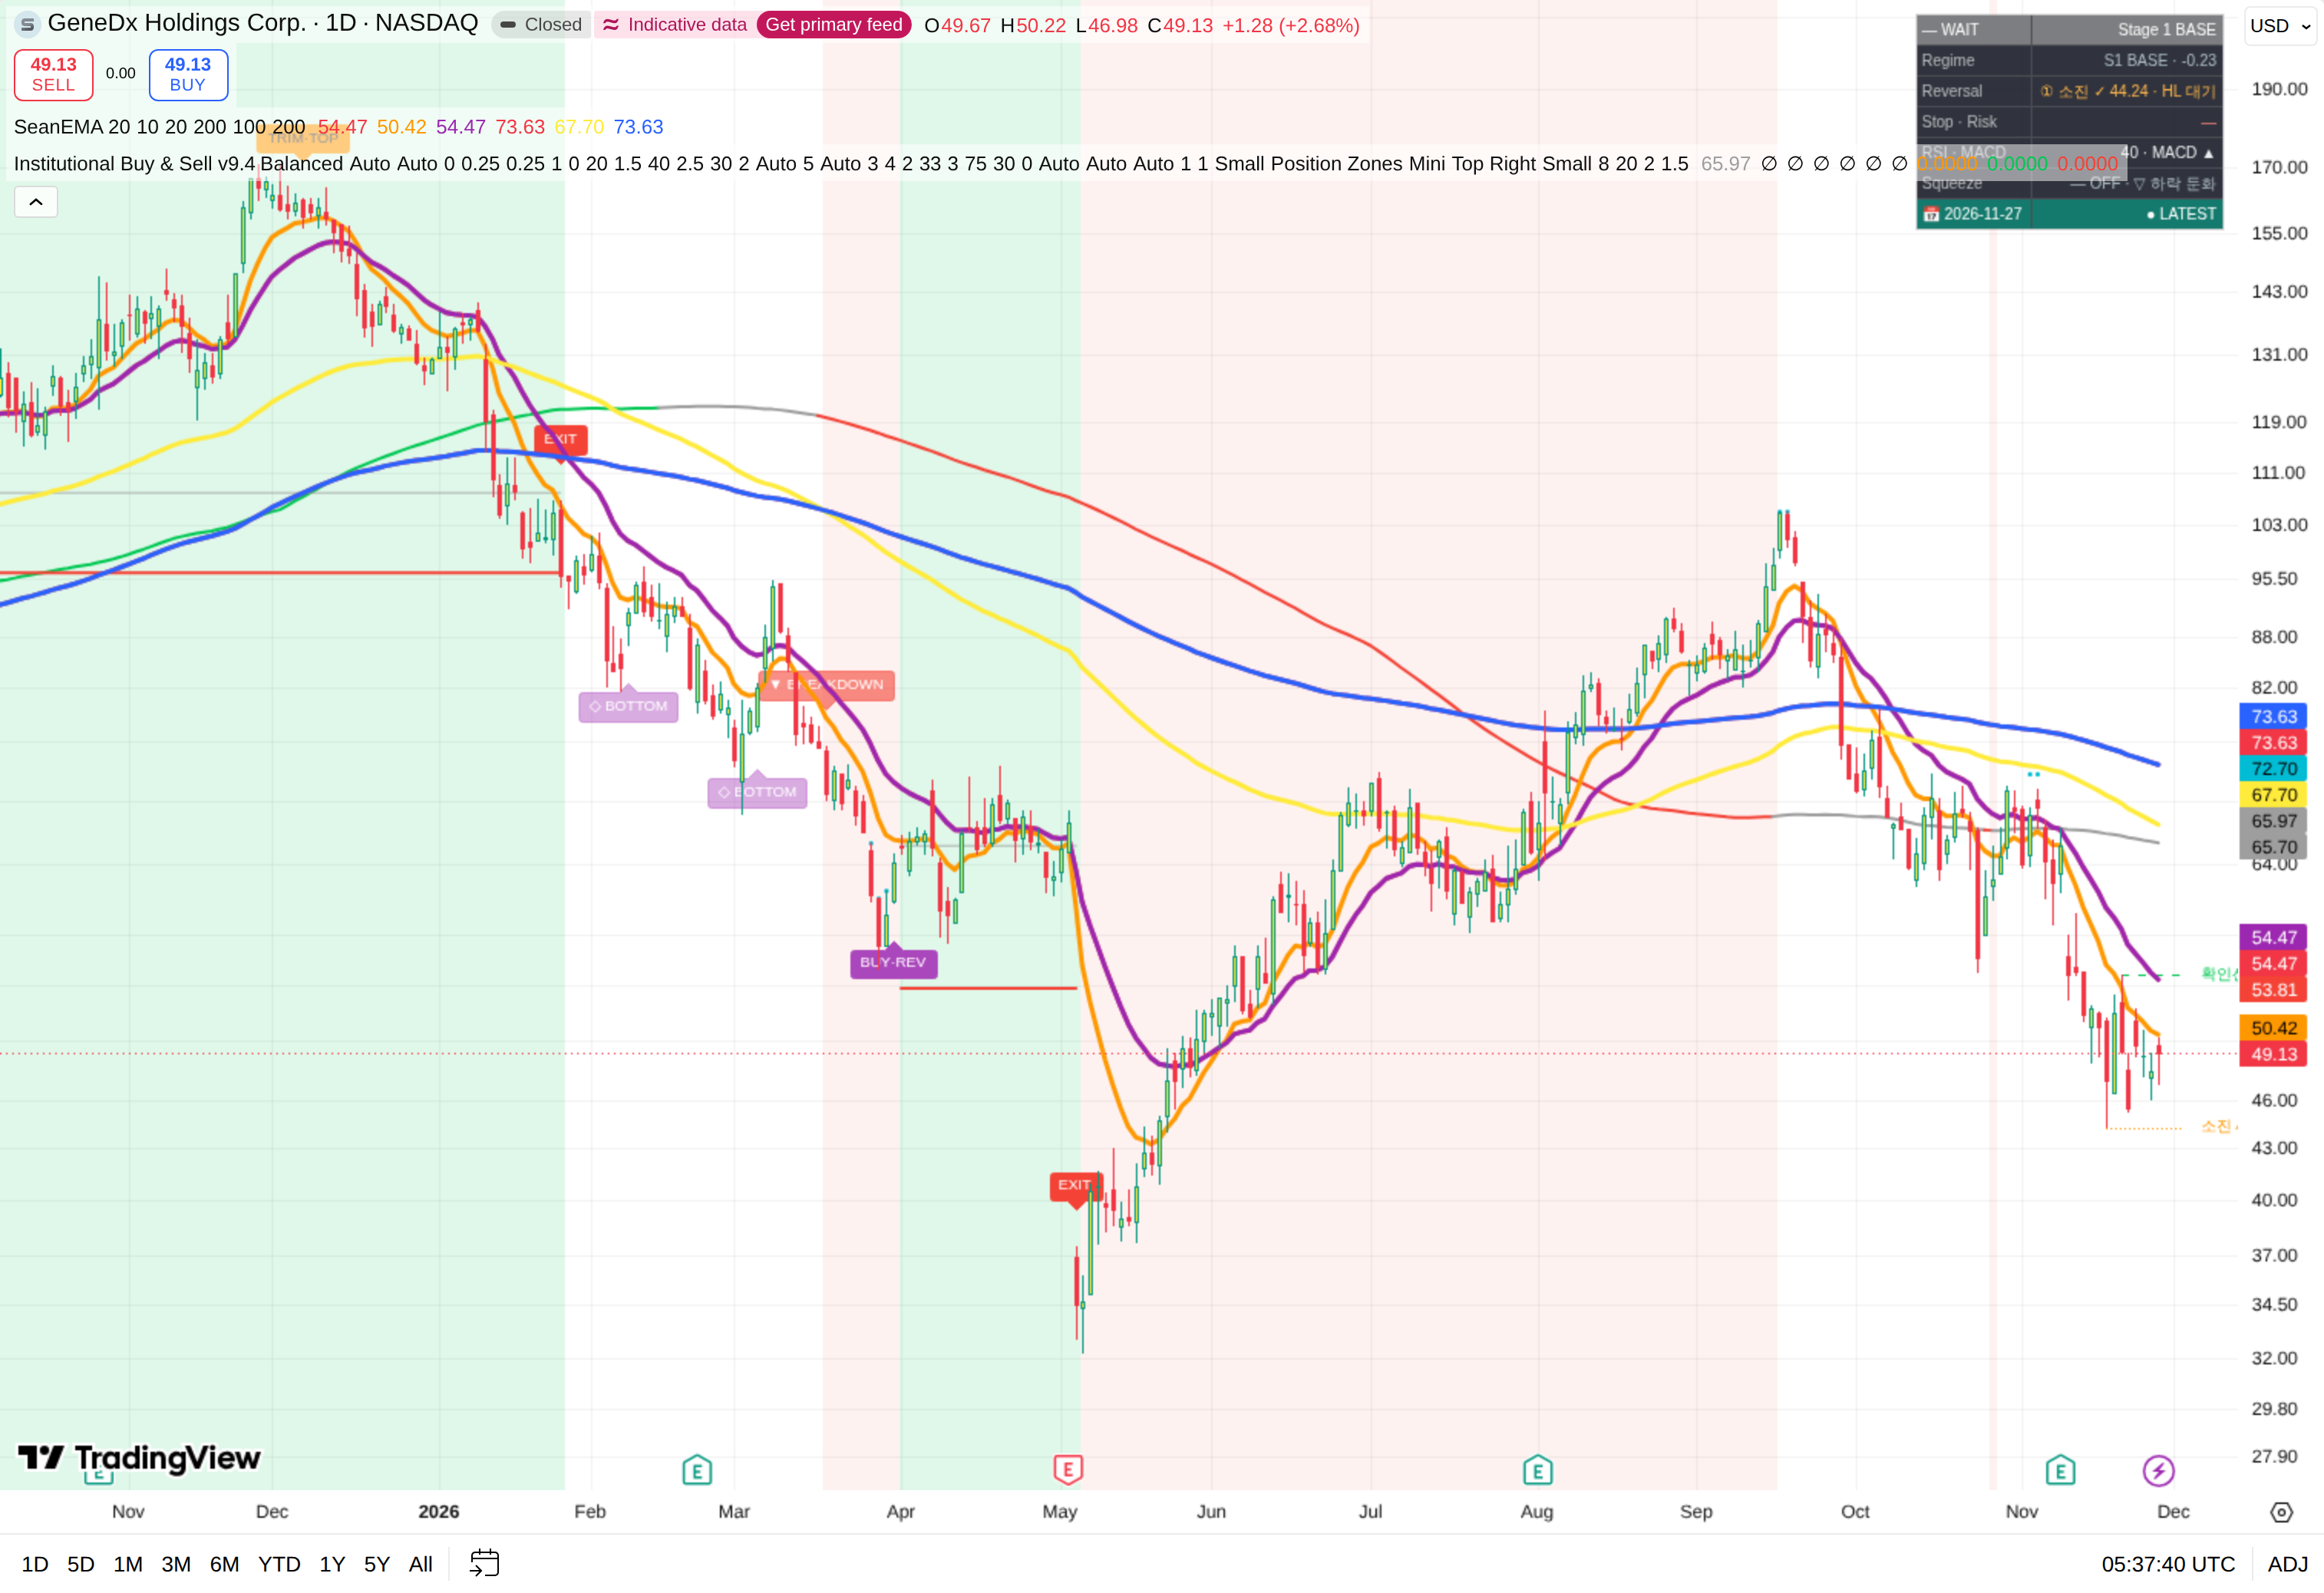 GeneDx Holdings Corp. · 1D · NASDAQ
Closed
Indicative data
Get primary feed
O49.67 H50.22 L46.98 C49.13 +1.28 (+2.68%)
49.13
SELL
0.00
49.13
BUY
SeanEMA 20 10 20 200 100 200 54.47 50.42 54.47 73.63 67.70 73.63
TRIM-TOP
Institutional Buy & Sell v9.4 Balanced Auto Auto 0 0.25 0.25 1 0 20 1.5 40 2.5 30 2 Auto 5 Auto 3 4 2 33 3 75 30 0 Auto Auto Auto 1 1 Small Position Zones Mini Top Right Small 8 20 2 1.5 65.97 ∅ ∅ ∅ ∅ ∅ ∅ 0.0000 0.0000 0.0000
— WAIT Stage 1 BASE
Regime S1 BASE · -0.23
Reversal ① 소진 ✓ 44.24 · HL 대기
Stop · Risk —
RSI · MACD 40 · MACD ▲
Squeeze — OFF · ▽ 하락 둔화
📅 2026-11-27 ● LATEST
USD
190.00
170.00
155.00
143.00
131.00
119.00
111.00
103.00
95.50
88.00
82.00
73.63
73.63
72.70
67.70
65.97
65.70
64.00
54.47
54.47
53.81
50.42
49.13
46.00
43.00
40.00
37.00
34.50
32.00
29.80
27.90
EXIT
◇ BOTTOM
▼ BREAKDOWN
◇ BOTTOM
BUY-REV
EXIT
소진
TradingView
E
E
E
E
E
Nov
Dec
2026
Feb
Mar
Apr
May
Jun
Jul
Aug
Sep
Oct
Nov
Dec
1D 5D 1M 3M 6M YTD 1Y 5Y All
05:37:40 UTC
ADJ